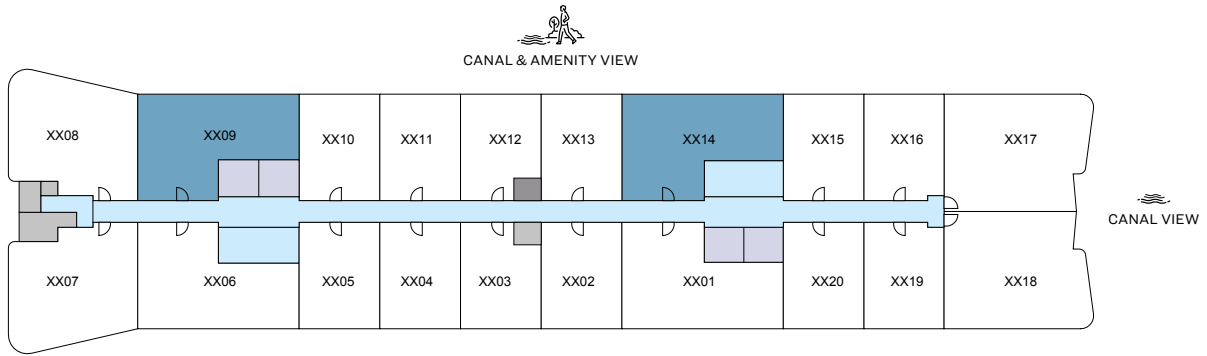 CANAL & AMENITY VIEW
XX08
XX09
XX10
XX11
XX12
XX13
XX14
XX15
XX16
XX17
CANAL VIEW
XX07
XX06
XX05
XX04
XX03
XX02
XX01
XX20
XX19
XX18